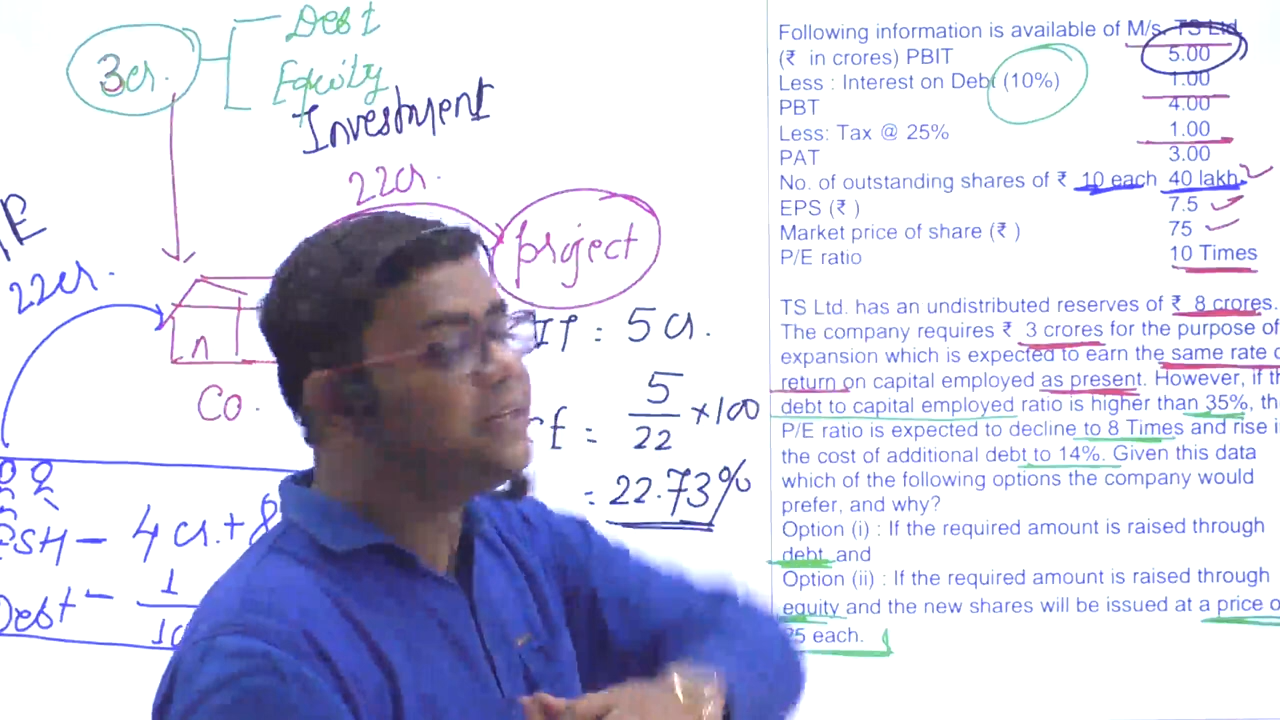 3cr.
Debt
Equity
Investment
22cr.
project
22cr.
n
Co.
: 5 cr.
= 5/22 ×100
= 22.73%
ESH – 4 cr. + 8
Debt –
Following information is available of M/s. TS Ltd.
(₹ in crores) PBIT 5.00
Less : Interest on Debt (10%) 1.00
PBT 4.00
Less: Tax @ 25% 1.00
PAT 3.00
No. of outstanding shares of ₹ 10 each 40 lakh
EPS (₹ ) 7.5
Market price of share (₹ ) 75
P/E ratio 10 Times
TS Ltd. has an undistributed reserves of ₹ 8 crores.
The company requires ₹ 3 crores for the purpose of
expansion which is expected to earn the same rate
return on capital employed as present. However, if
debt to capital employed ratio is higher than 35%,
P/E ratio is expected to decline to 8 Times and rise
the cost of additional debt to 14%. Given this data
which of the following options the company would
prefer, and why?
Option (i) : If the required amount is raised through
debt, and
Option (ii) : If the required amount is raised through
equity and the new shares will be issued at a price
each.